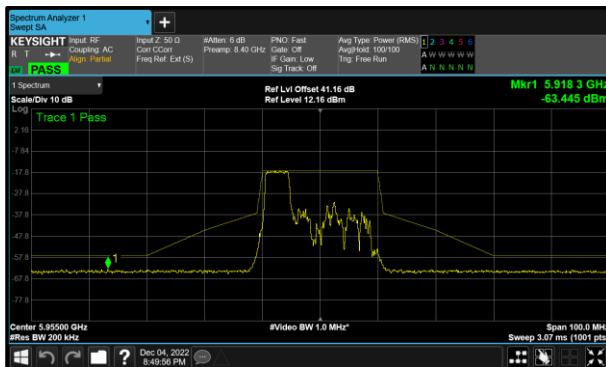 Spectrum Analyzer 1
Swept SA
KEYSIGHT
R T
PASS
Input: RF
Coupling: AC
Align: Partial
Input Z: 50 Ω
Corr CCorr
Freq Ref: Ext (S)
#Atten: 6 dB
Preamp: 8.40 GHz
PNO: Fast
Gate: Off
IF Gain: Low
Sig Track: Off
Avg Type: Power (RMS)
Avg|Hold: 100/100
Trig: Free Run
1 2 3 4 5 6
A W W W W W
A N N N N N
1 Spectrum
Scale/Div 10 dB
Ref Lvl Offset 41.16 dB
Ref Level 12.16 dBm
Mkr1 5.918 3 GHz
-63.445 dBm
Log
Trace 1 Pass
2.16
-7.84
-17.8
-27.8
-37.8
-47.8
-57.8
-67.8
-77.8
1
Center 5.95500 GHz
#Res BW 200 kHz
#Video BW 1.0 MHz*
Span 100.0 MHz
Sweep 3.07 ms (1001 pts)
?
Dec 04, 2022
8:49:56 PM